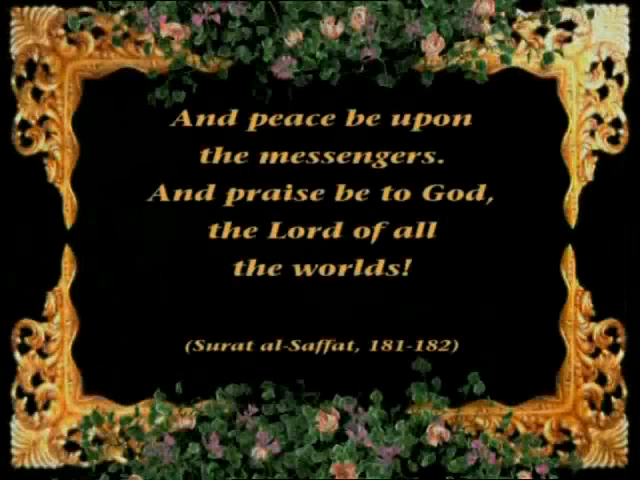 And peace be upon
the messengers.
And praise be to God,
the Lord of all
the worlds!
(Surat al-Saffat, 181-182)